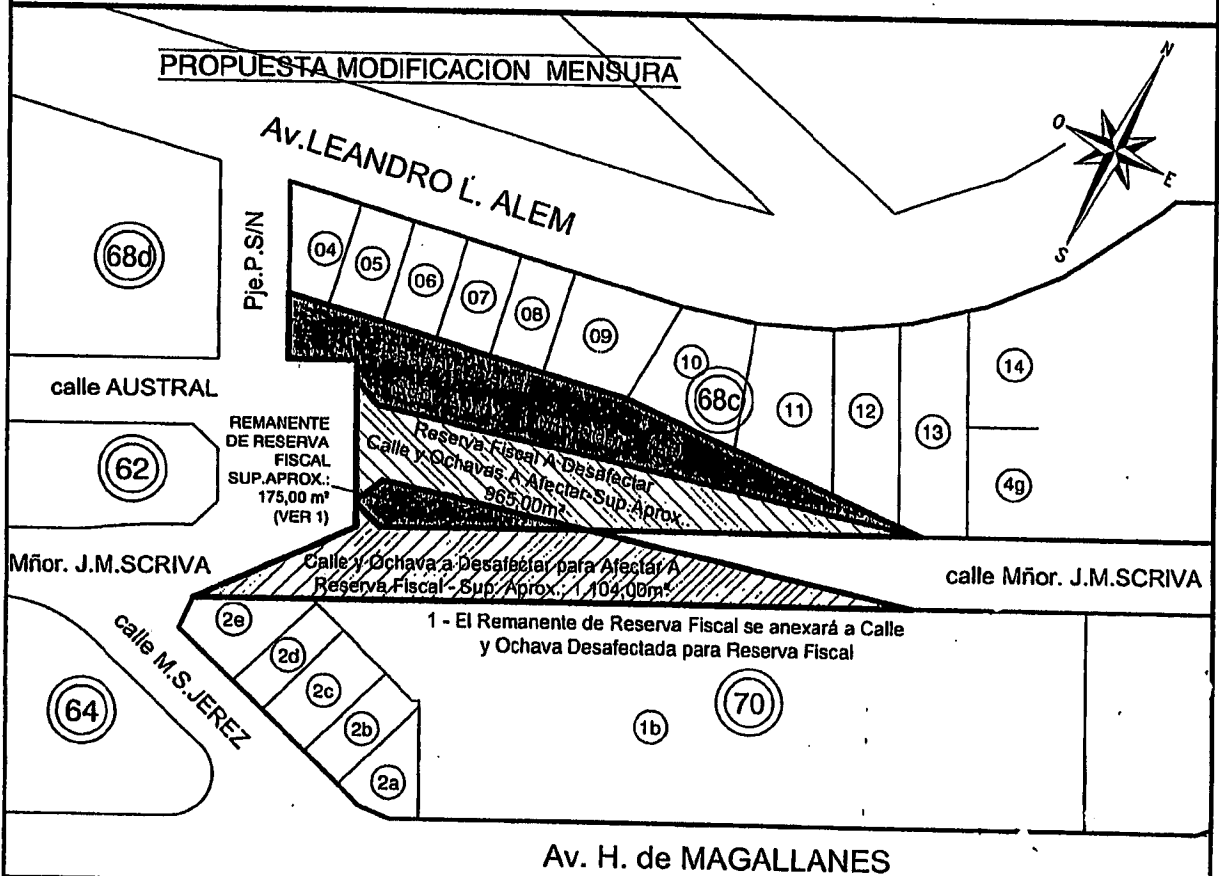 PROPUESTA MODIFICACION MENSURA
N
O
E
S
Av.LEANDRO L. ALEM
68d
Pje.P.S/N
04
05
06
07
08
09
10
68c
11
12
13
14
4g
calle AUSTRAL
62
REMANENTE
DE RESERVA
FISCAL
SUP.APROX.:
175,00 m²
(VER 1)
Reserva Fiscal A Desafectar
Calle y Ochavas A Afectar-Sup.Aprox.:
965,00m²
Mñor. J.M.SCRIVA
Calle y Ochava a Desafectar para Afectar A
Reserva Fiscal - Sup. Aprox.: 1.104,00m²
calle Mñor. J.M.SCRIVA
1 - El Remanente de Reserva Fiscal se anexará a Calle
y Ochava Desafectada para Reserva Fiscal
calle M.S.JEREZ
64
2e
2d
2c
2b
2a
1b
70
Av. H. de MAGALLANES